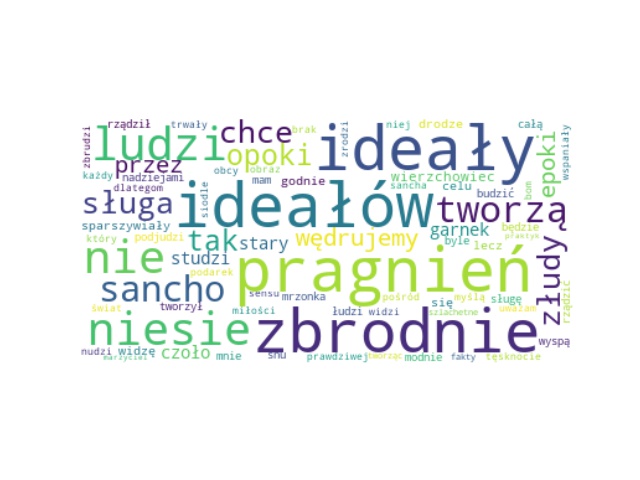 rządził trwały brak zrodzi niej drodze całą
zbrudzi ludzi chce ideały epoki wspaniały
każdy przez opoki obraz wierzchowiec
nadziejami obcy mam godnie sancha celu budzić bom
dlategom siodle
sługa ideałów tworzą
sparszywiały tak stary wędrujemy garnek będzie
który podjudzi byle lecz praktyk
nie studzi pragnień złudy
sancho podarek sensu mrzonka pośród się myślą sługę rządzić
świat tworzył miłości łudzi widzi szlachetne uważam
niesie zbrodnie wyspą
nudzi widzę czoło mnie snu prawdziwej tworząc modnie fakty tęsknocie
marzyciel